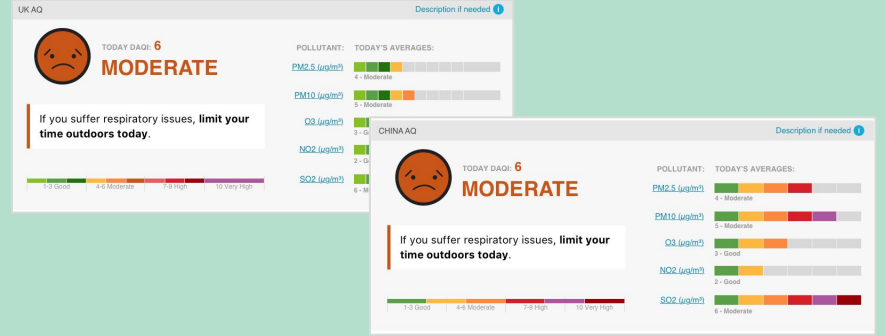 UK AQ
Description if needed i
TODAY DAQI: 6
MODERATE
If you suffer respiratory issues, limit your
time outdoors today.
1-3 Good 4-6 Moderate 7-9 High 10 Very High
POLLUTANT: TODAY'S AVERAGES:
PM2.5 (µg/m³)
4 - Moderate
PM10 (µg/m³)
5 - Moderate
O3 (µg/m³)
3 - G
NO2 (µg/m³)
2 - G
SO2 (µg/m³)
6 - M
CHINA AQ
Description if needed i
TODAY DAQI: 6
MODERATE
If you suffer respiratory issues, limit your
time outdoors today.
1-3 Good 4-6 Moderate 7-9 High 10 Very High
POLLUTANT: TODAY'S AVERAGES:
PM2.5 (µg/m³)
4 - Moderate
PM10 (µg/m³)
5 - Moderate
O3 (µg/m³)
3 - Good
NO2 (µg/m³)
2 - Good
SO2 (µg/m³)
6 - Moderate